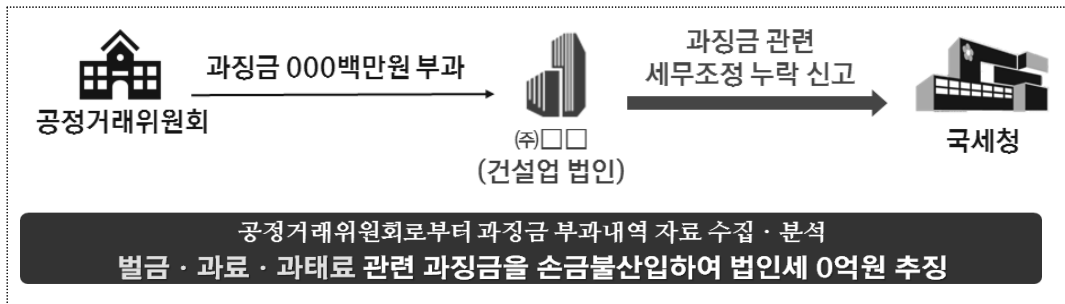 공정거래위원회
과징금 000백만원 부과
㈜□□
(건설업 법인)
과징금 관련
세무조정 누락 신고
국세청
공정거래위원회로부터 과징금 부과내역 자료 수집 · 분석
벌금 · 과료 · 과태료 관련 과징금을 손금불산입하여 법인세 0억원 추징